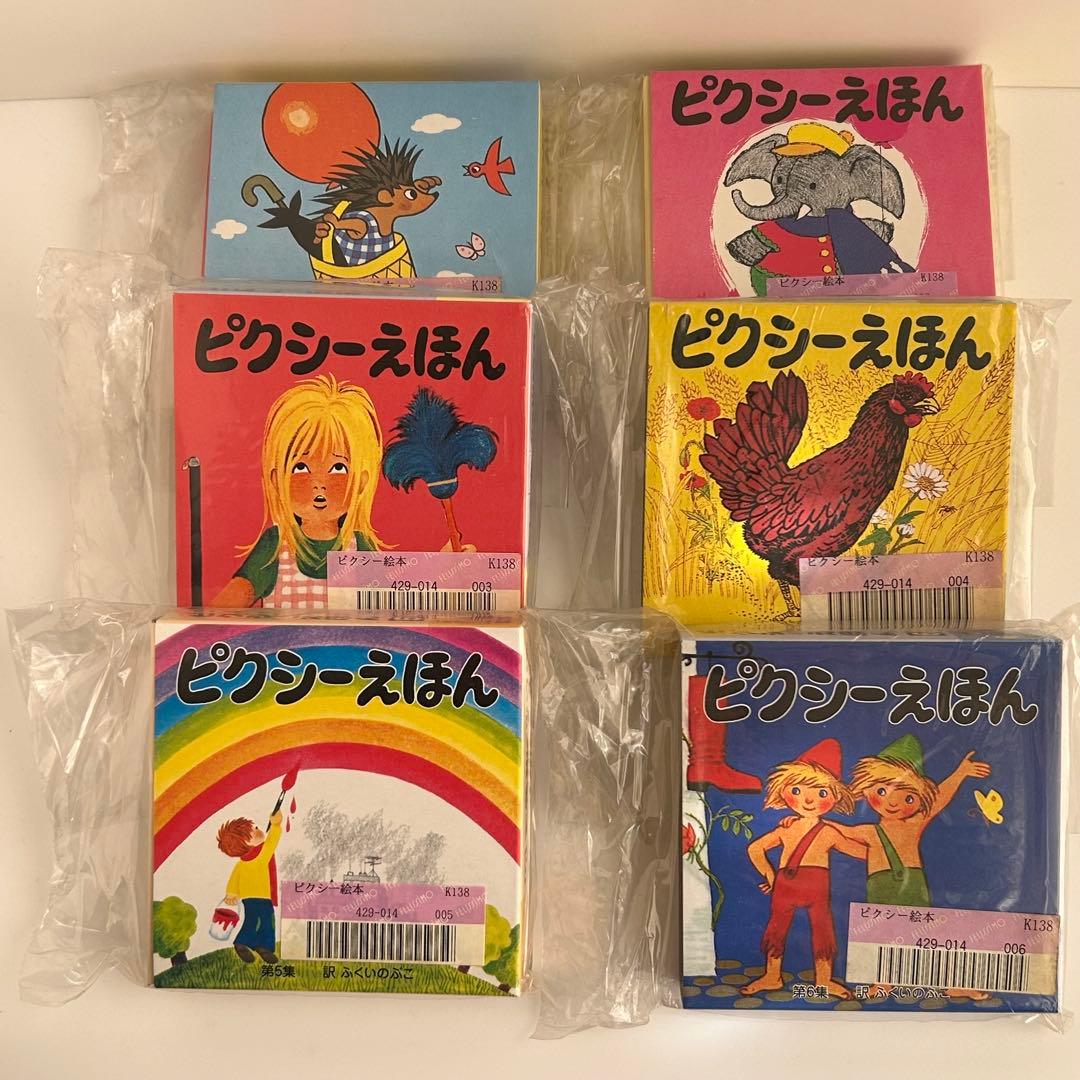 K138
ピクシーえほん
ピクシー絵本 K138
ピクシーえほん
ピクシー絵本 K138
429-014 003
FELISSIMO
ピクシーえほん
ピクシー絵本 K138
429-014 004
ピクシーえほん
ピクシー絵本 K138
429-014 005
FELISSIMO
第5集 訳 ふくいのぶこ
ピクシーえほん
ピクシー絵本 K138
429-014 006
第6集 訳 ふくいのぶこ